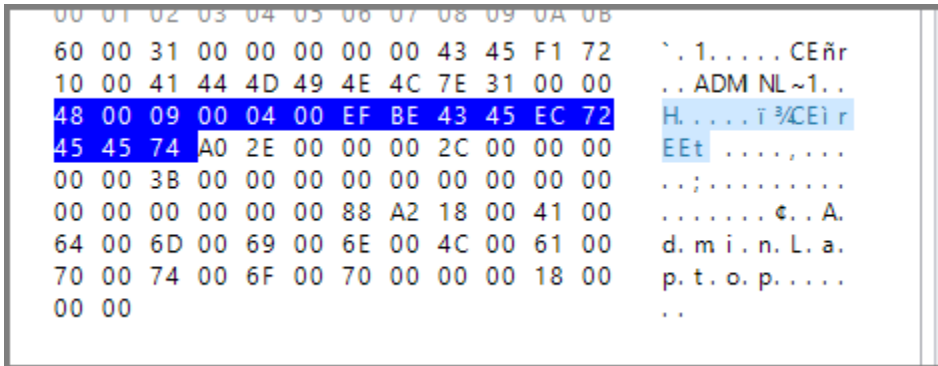 00 01 02 03 04 05 06 07 08 09 0A 0B
60 00 31 00 00 00 00 00 43 45 F1 72 `.1.....CEñr
10 00 41 44 4D 49 4E 4C 7E 31 00 00 ..ADMINL~1..
48 00 09 00 04 00 EF BE 43 45 EC 72 H.....ï¾CEìr
45 45 74 A0 2E 00 00 00 2C 00 00 00 EEt ....,...
00 00 3B 00 00 00 00 00 00 00 00 00 ..;.........
00 00 00 00 00 00 88 A2 18 00 41 00 .......¢..A.
64 00 6D 00 69 00 6E 00 4C 00 61 00 d.m.i.n.L.a.
70 00 74 00 6F 00 70 00 00 00 18 00 p.t.o.p.....
00 00 ..